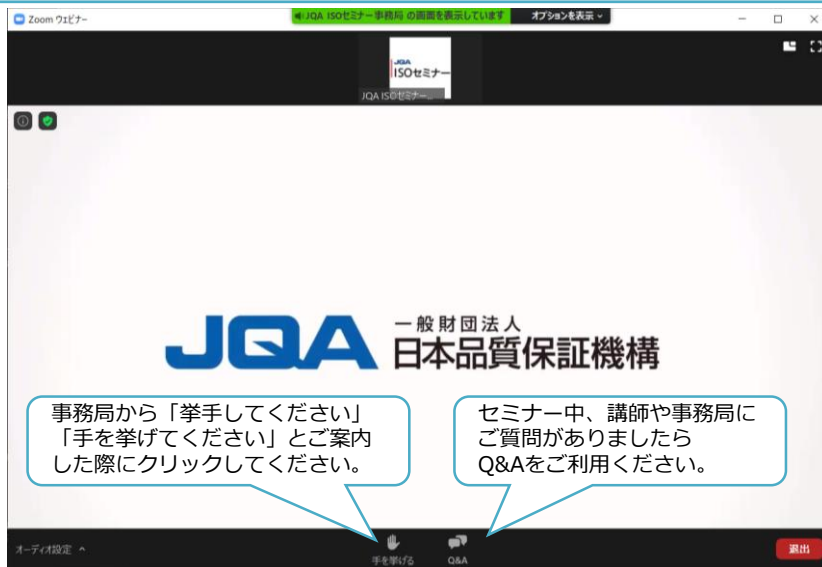 Zoom ウェビナー
JQA ISOセミナー事務局 の画面を表示しています
オプションを表示
JQA
ISOセミナー
JQA ISOセミナー...
JQA 一般財団法人
日本品質保証機構
事務局から「挙手してください」
「手を挙げてください」とご案内
した際にクリックしてください。
セミナー中、講師や事務局に
ご質問がありましたら
Q&Aをご利用ください。
オーディオ設定
手を挙げる
Q&A
退出